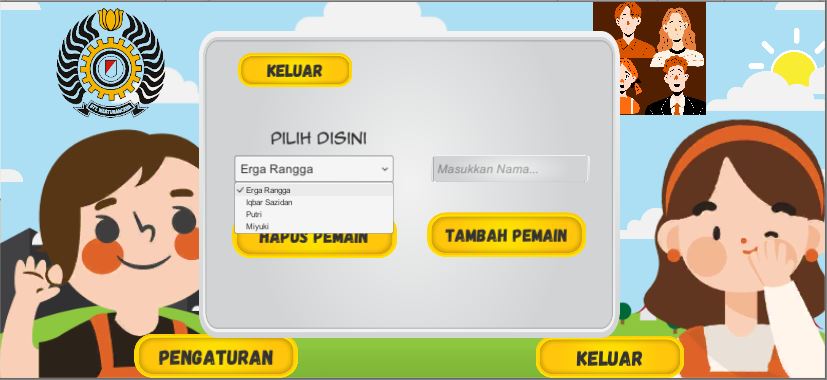 KELUAR
PILIH DISINI
Erga Rangga
Masukkan Nama...
Erga Rangga
Iqbar Sazidan
Putri
Miyuki
HAPUS PEMAIN
TAMBAH PEMAIN
PENGATURAN
KELUAR